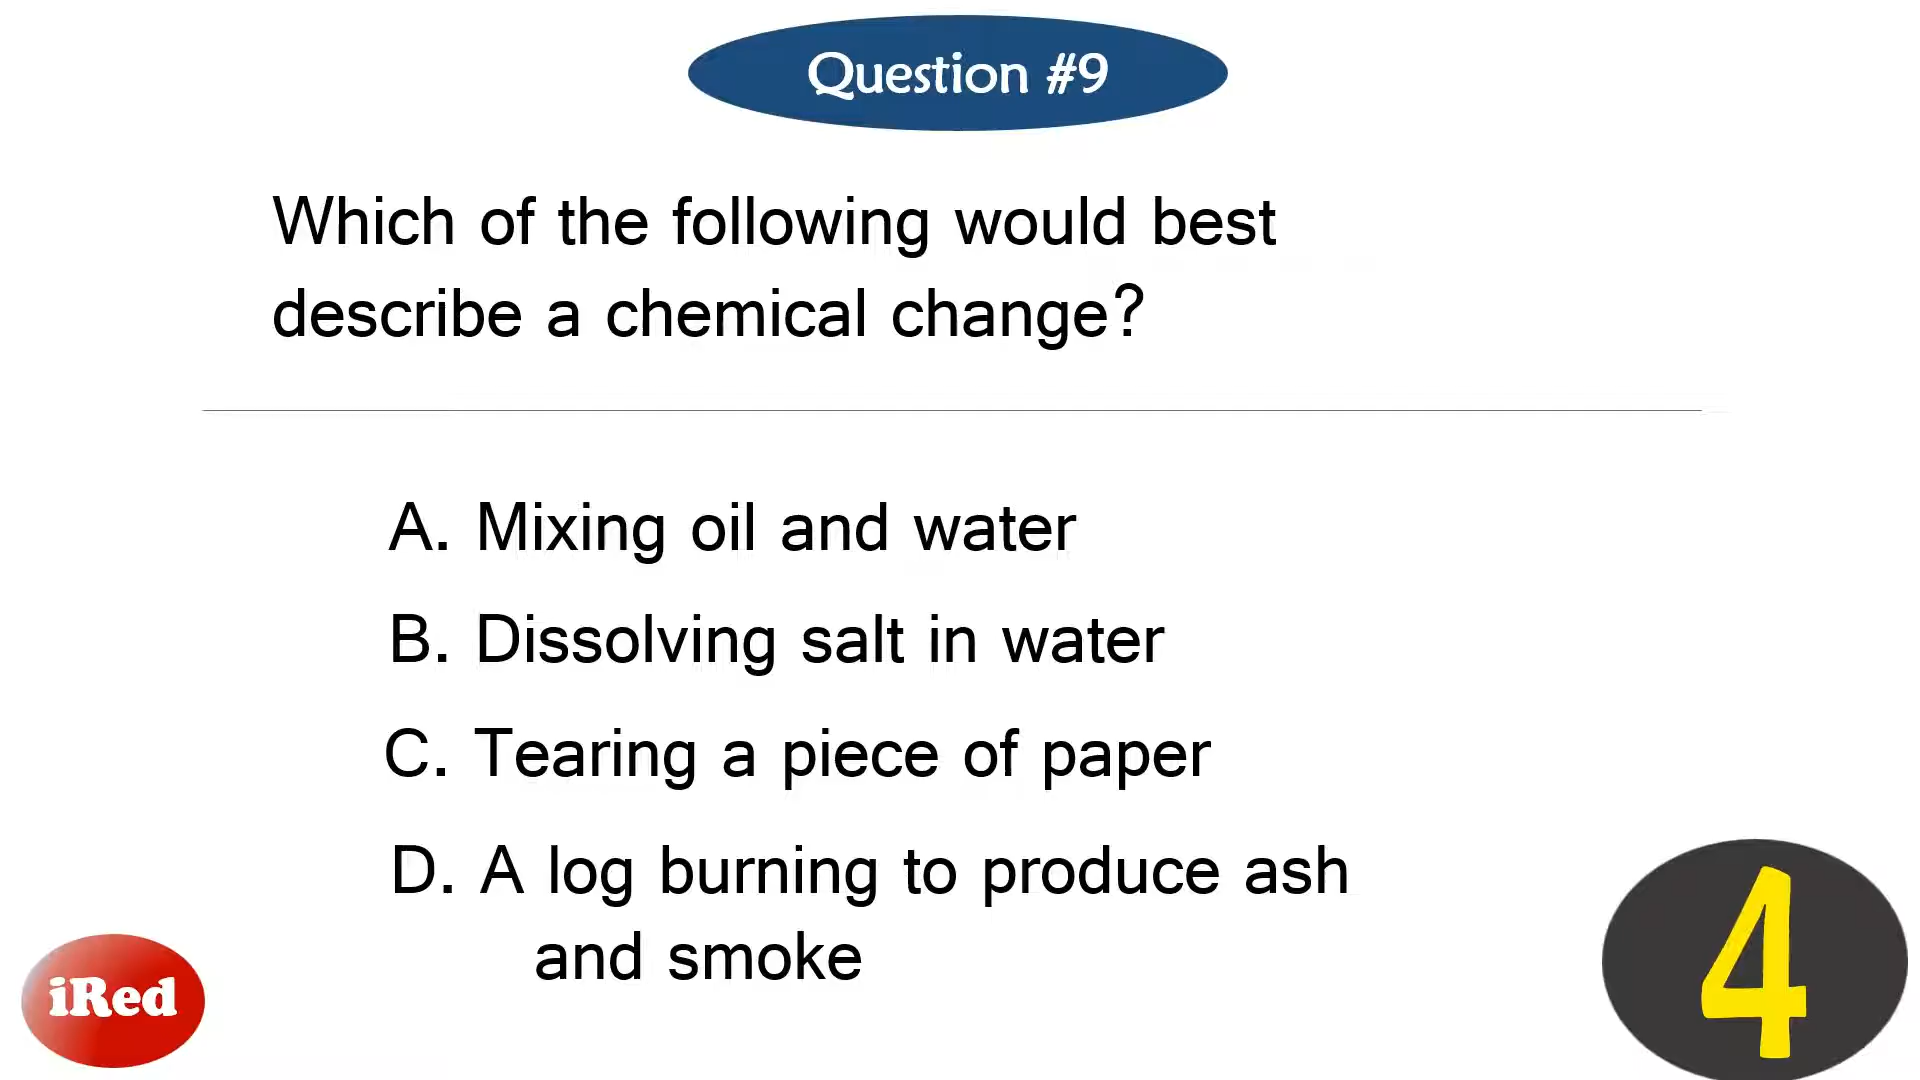 Question #9
Which of the following would best
describe a chemical change?
A. Mixing oil and water
B. Dissolving salt in water
C. Tearing a piece of paper
D. A log burning to produce ash
and smoke
iRed
4